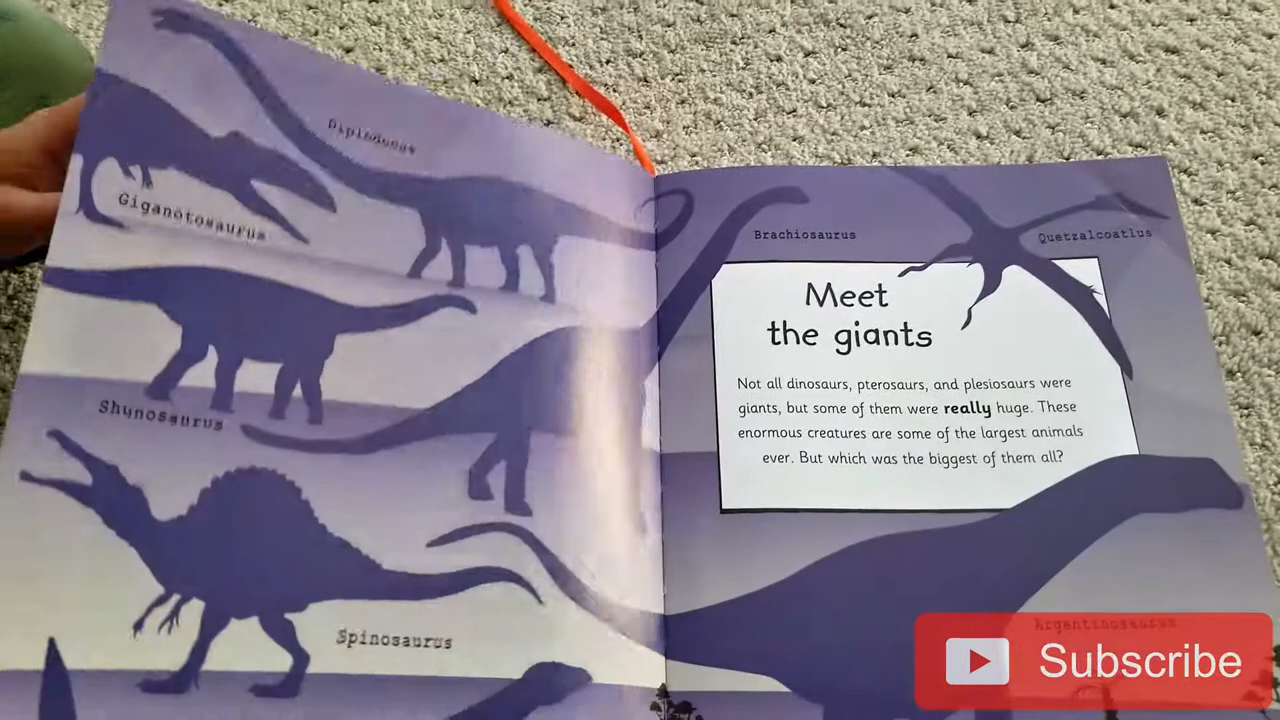 Diplodocus
Giganotosaurus
Shunosaurus
Spinosaurus
Brachiosaurus
Quetzalcoatlus
Meet
the giants
Not all dinosaurs, pterosaurs, and plesiosaurs were
giants, but some of them were really huge. These
enormous creatures are some of the largest animals
ever. But which was the biggest of them all?
Argentinosaurus
Subscribe